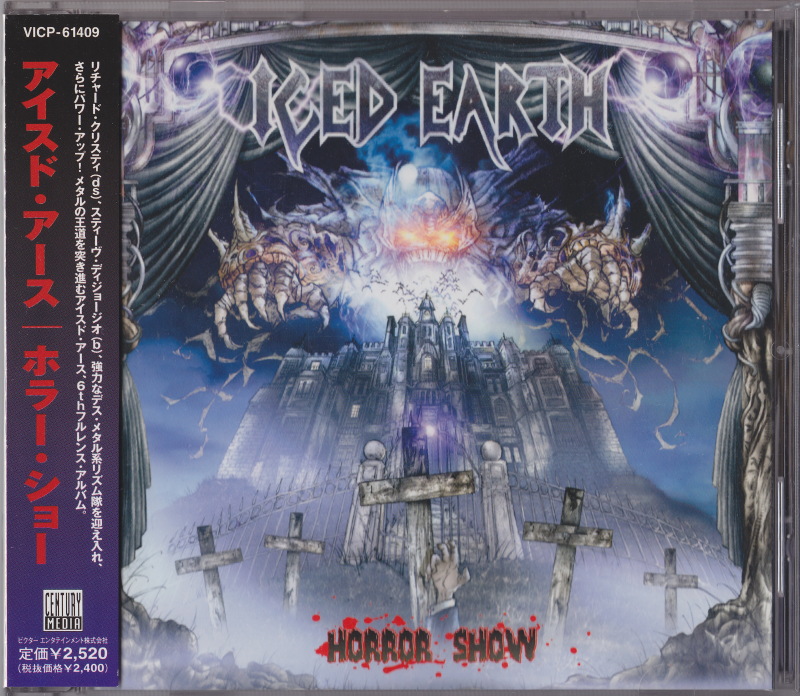 VICP-61409
リチャード・クリスティ(ds)、スティーヴ・ディジョージオ(b)、強力なデス・メタル系リズム隊を迎え入れ、
さらにパワー・アップ！メタルの王道を突き進むアイスド・アース、6thフルレンス・アルバム。
アイスド・アース｜ホラー・ショー
CENTURY
MEDIA
ビクター エンタテインメント株式会社
定価¥2,520
(税抜価格¥2,400)
ICED EARTH
HORROR SHOW